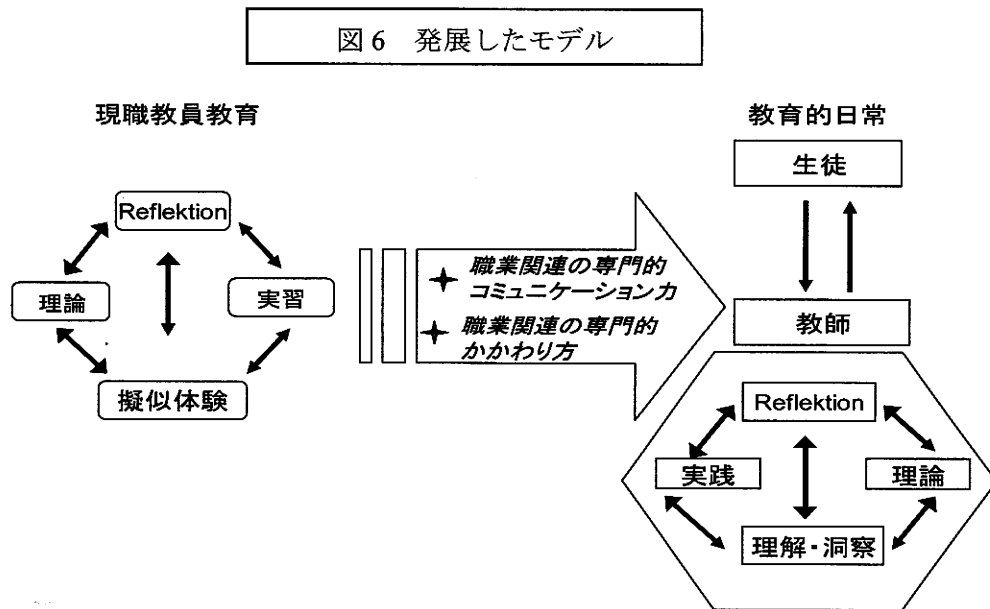 図6 発展したモデル
現職教員教育
Reflektion
理論
実習
擬似体験
職業関連の専門的
コミュニケーション力
職業関連の専門的
かかわり方
教育的日常
生徒
教師
Reflektion
実践
理論
理解・洞察